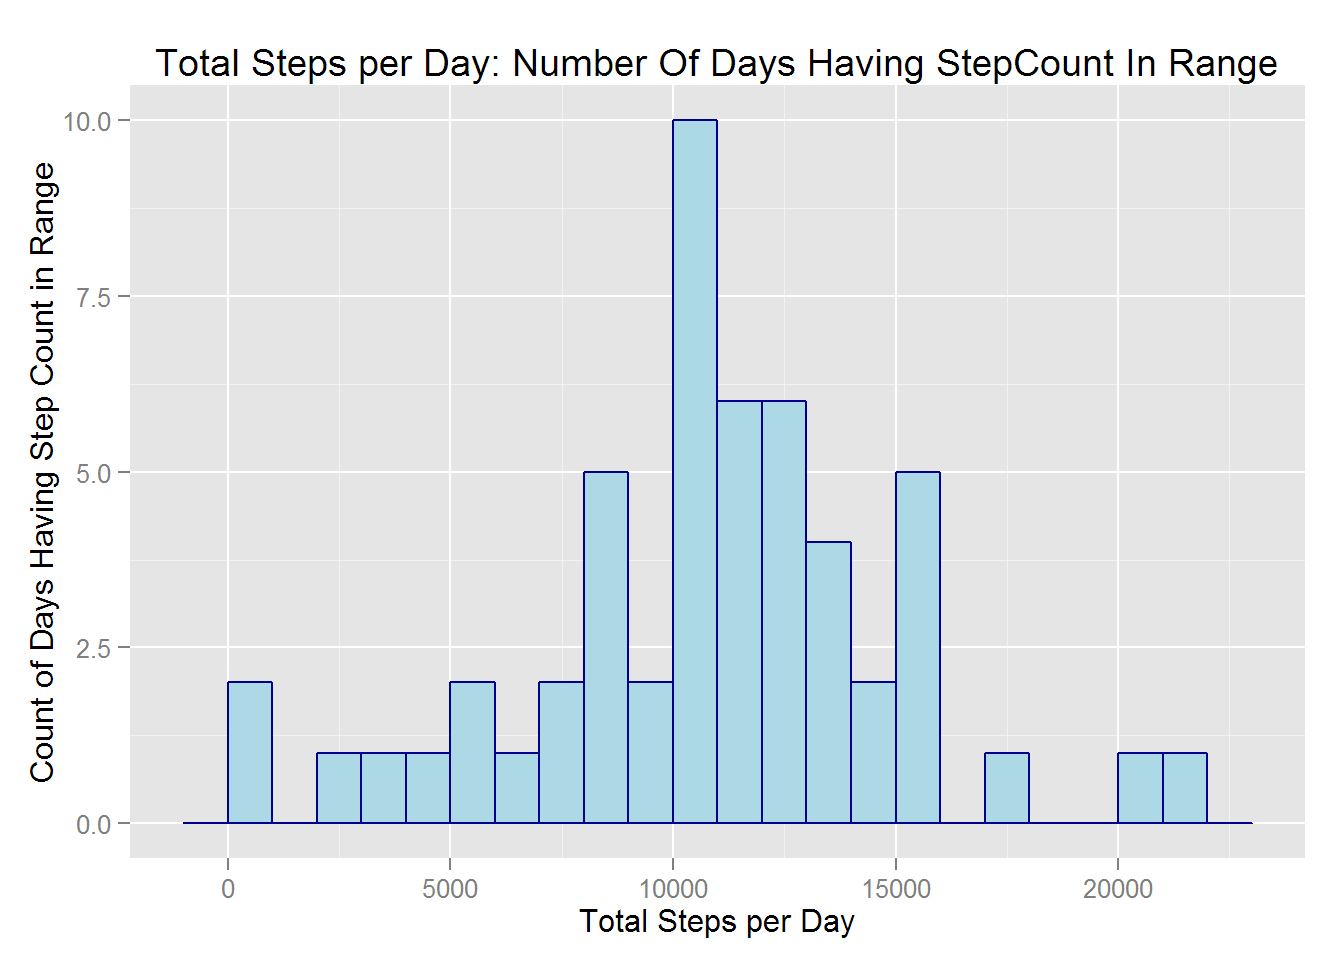 Total Steps per Day: Number Of Days Having StepCount In Range
Count of Days Having Step Count in Range
10.0
7.5
5.0
2.5
0.0
0 5000 10000 15000 20000
Total Steps per Day